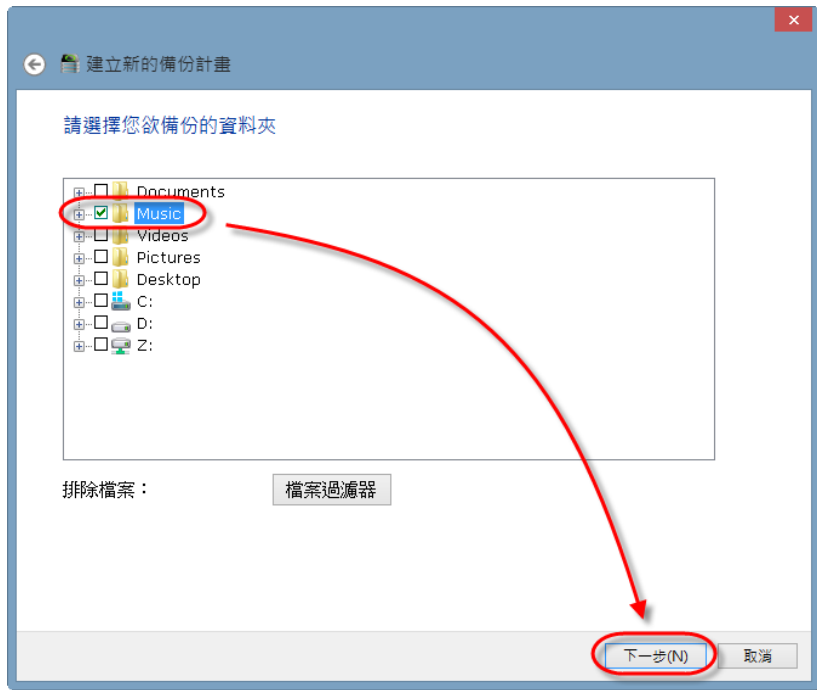 建立新的備份計畫
請選擇您欲備份的資料夾
Documents
Music
Videos
Pictures
Desktop
C:
D:
Z:
排除檔案：
檔案過濾器
下一步(N)
取消